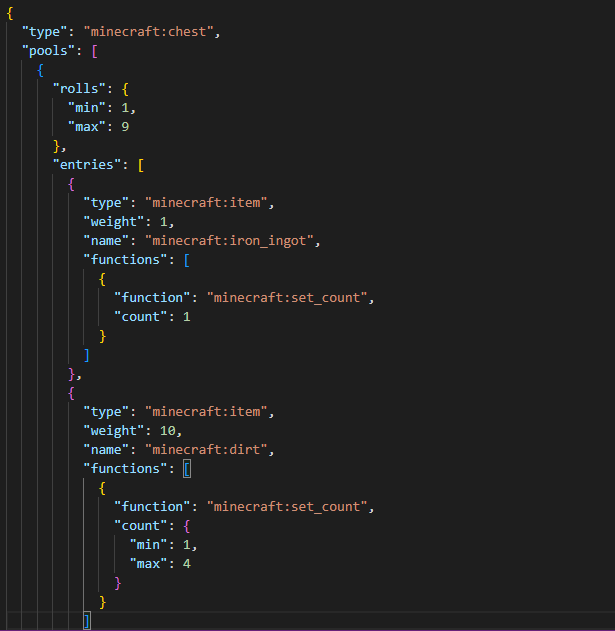 {
  "type": "minecraft:chest",
  "pools": [
    {
      "rolls": {
        "min": 1,
        "max": 9
      },
      "entries": [
        {
          "type": "minecraft:item",
          "weight": 1,
          "name": "minecraft:iron_ingot",
          "functions": [
            {
              "function": "minecraft:set_count",
              "count": 1
            }
          ]
        },
        {
          "type": "minecraft:item",
          "weight": 10,
          "name": "minecraft:dirt",
          "functions": [
            {
              "function": "minecraft:set_count",
              "count": {
                "min": 1,
                "max": 4
              }
            }
          ]